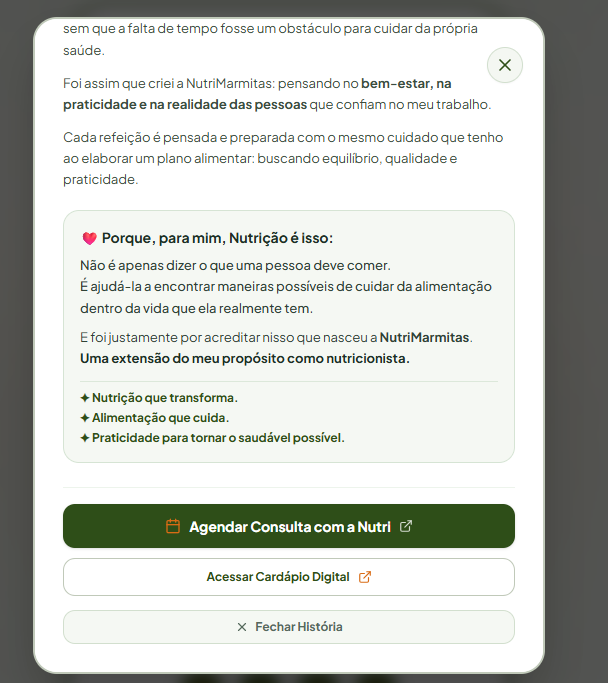 sem que a falta de tempo fosse um obstáculo para cuidar da própria
saúde.
Foi assim que criei a NutriMarmitas: pensando no bem-estar, na
praticidade e na realidade das pessoas que confiam no meu trabalho.
Cada refeição é pensada e preparada com o mesmo cuidado que tenho
ao elaborar um plano alimentar: buscando equilíbrio, qualidade e
praticidade.
Porque, para mim, Nutrição é isso:
Não é apenas dizer o que uma pessoa deve comer.
É ajudá-la a encontrar maneiras possíveis de cuidar da alimentação
dentro da vida que ela realmente tem.
E foi justamente por acreditar nisso que nasceu a NutriMarmitas.
Uma extensão do meu propósito como nutricionista.
✦ Nutrição que transforma.
✦ Alimentação que cuida.
✦ Praticidade para tornar o saudável possível.
Agendar Consulta com a Nutri
Acessar Cardápio Digital
Fechar História